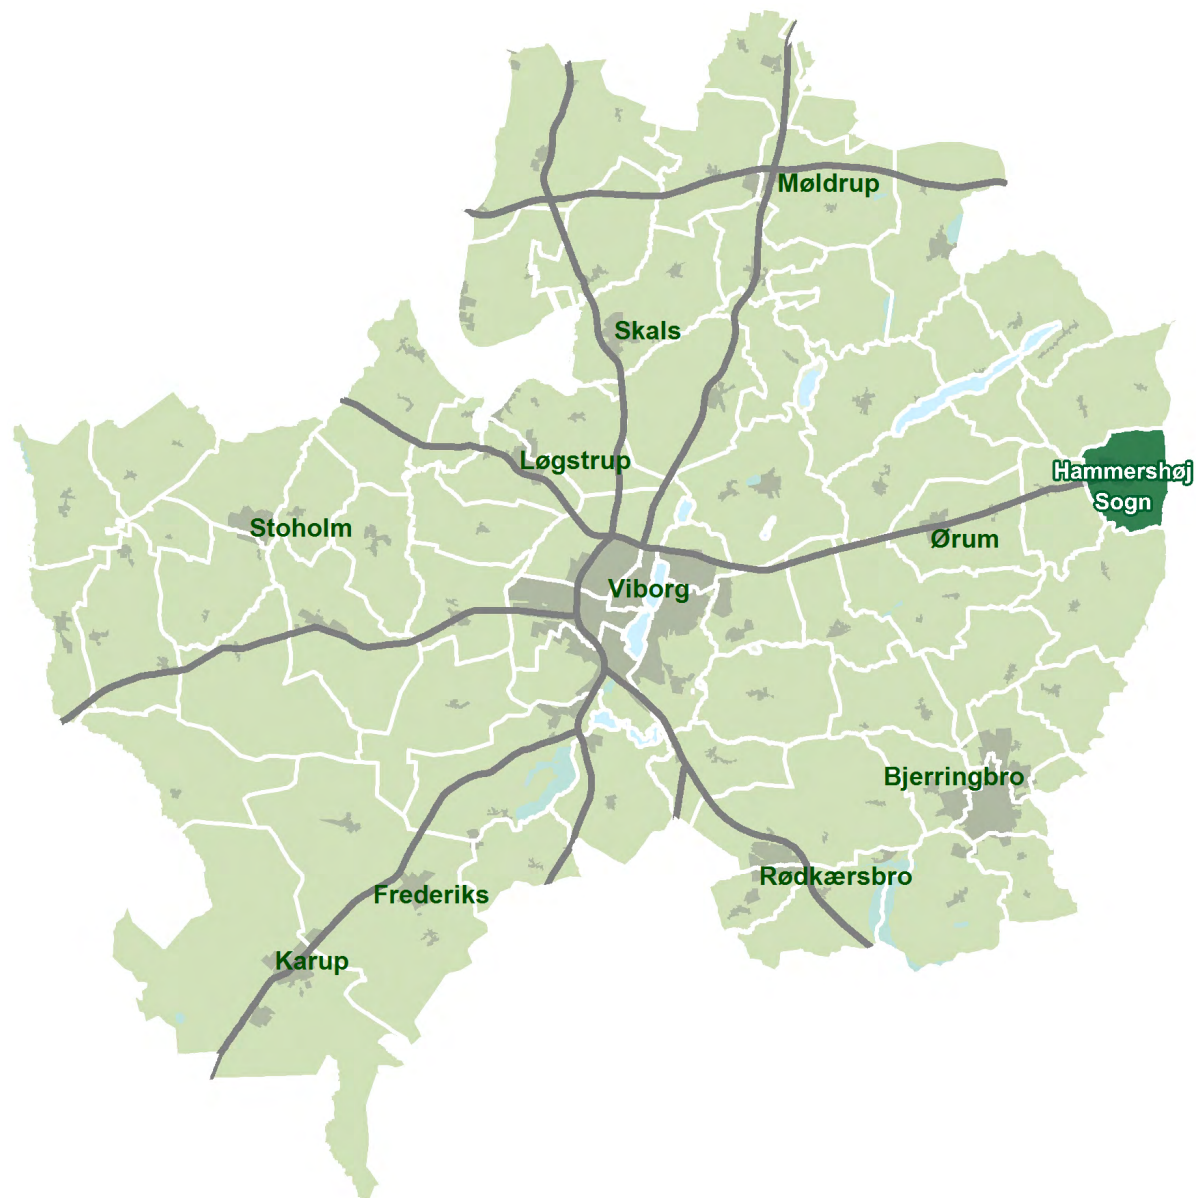 Møldrup
Skals
Løgstrup
Hammershøj
Sogn
Stoholm
Ørum
Viborg
Bjerringbro
Rødkærsbro
Frederiks
Karup